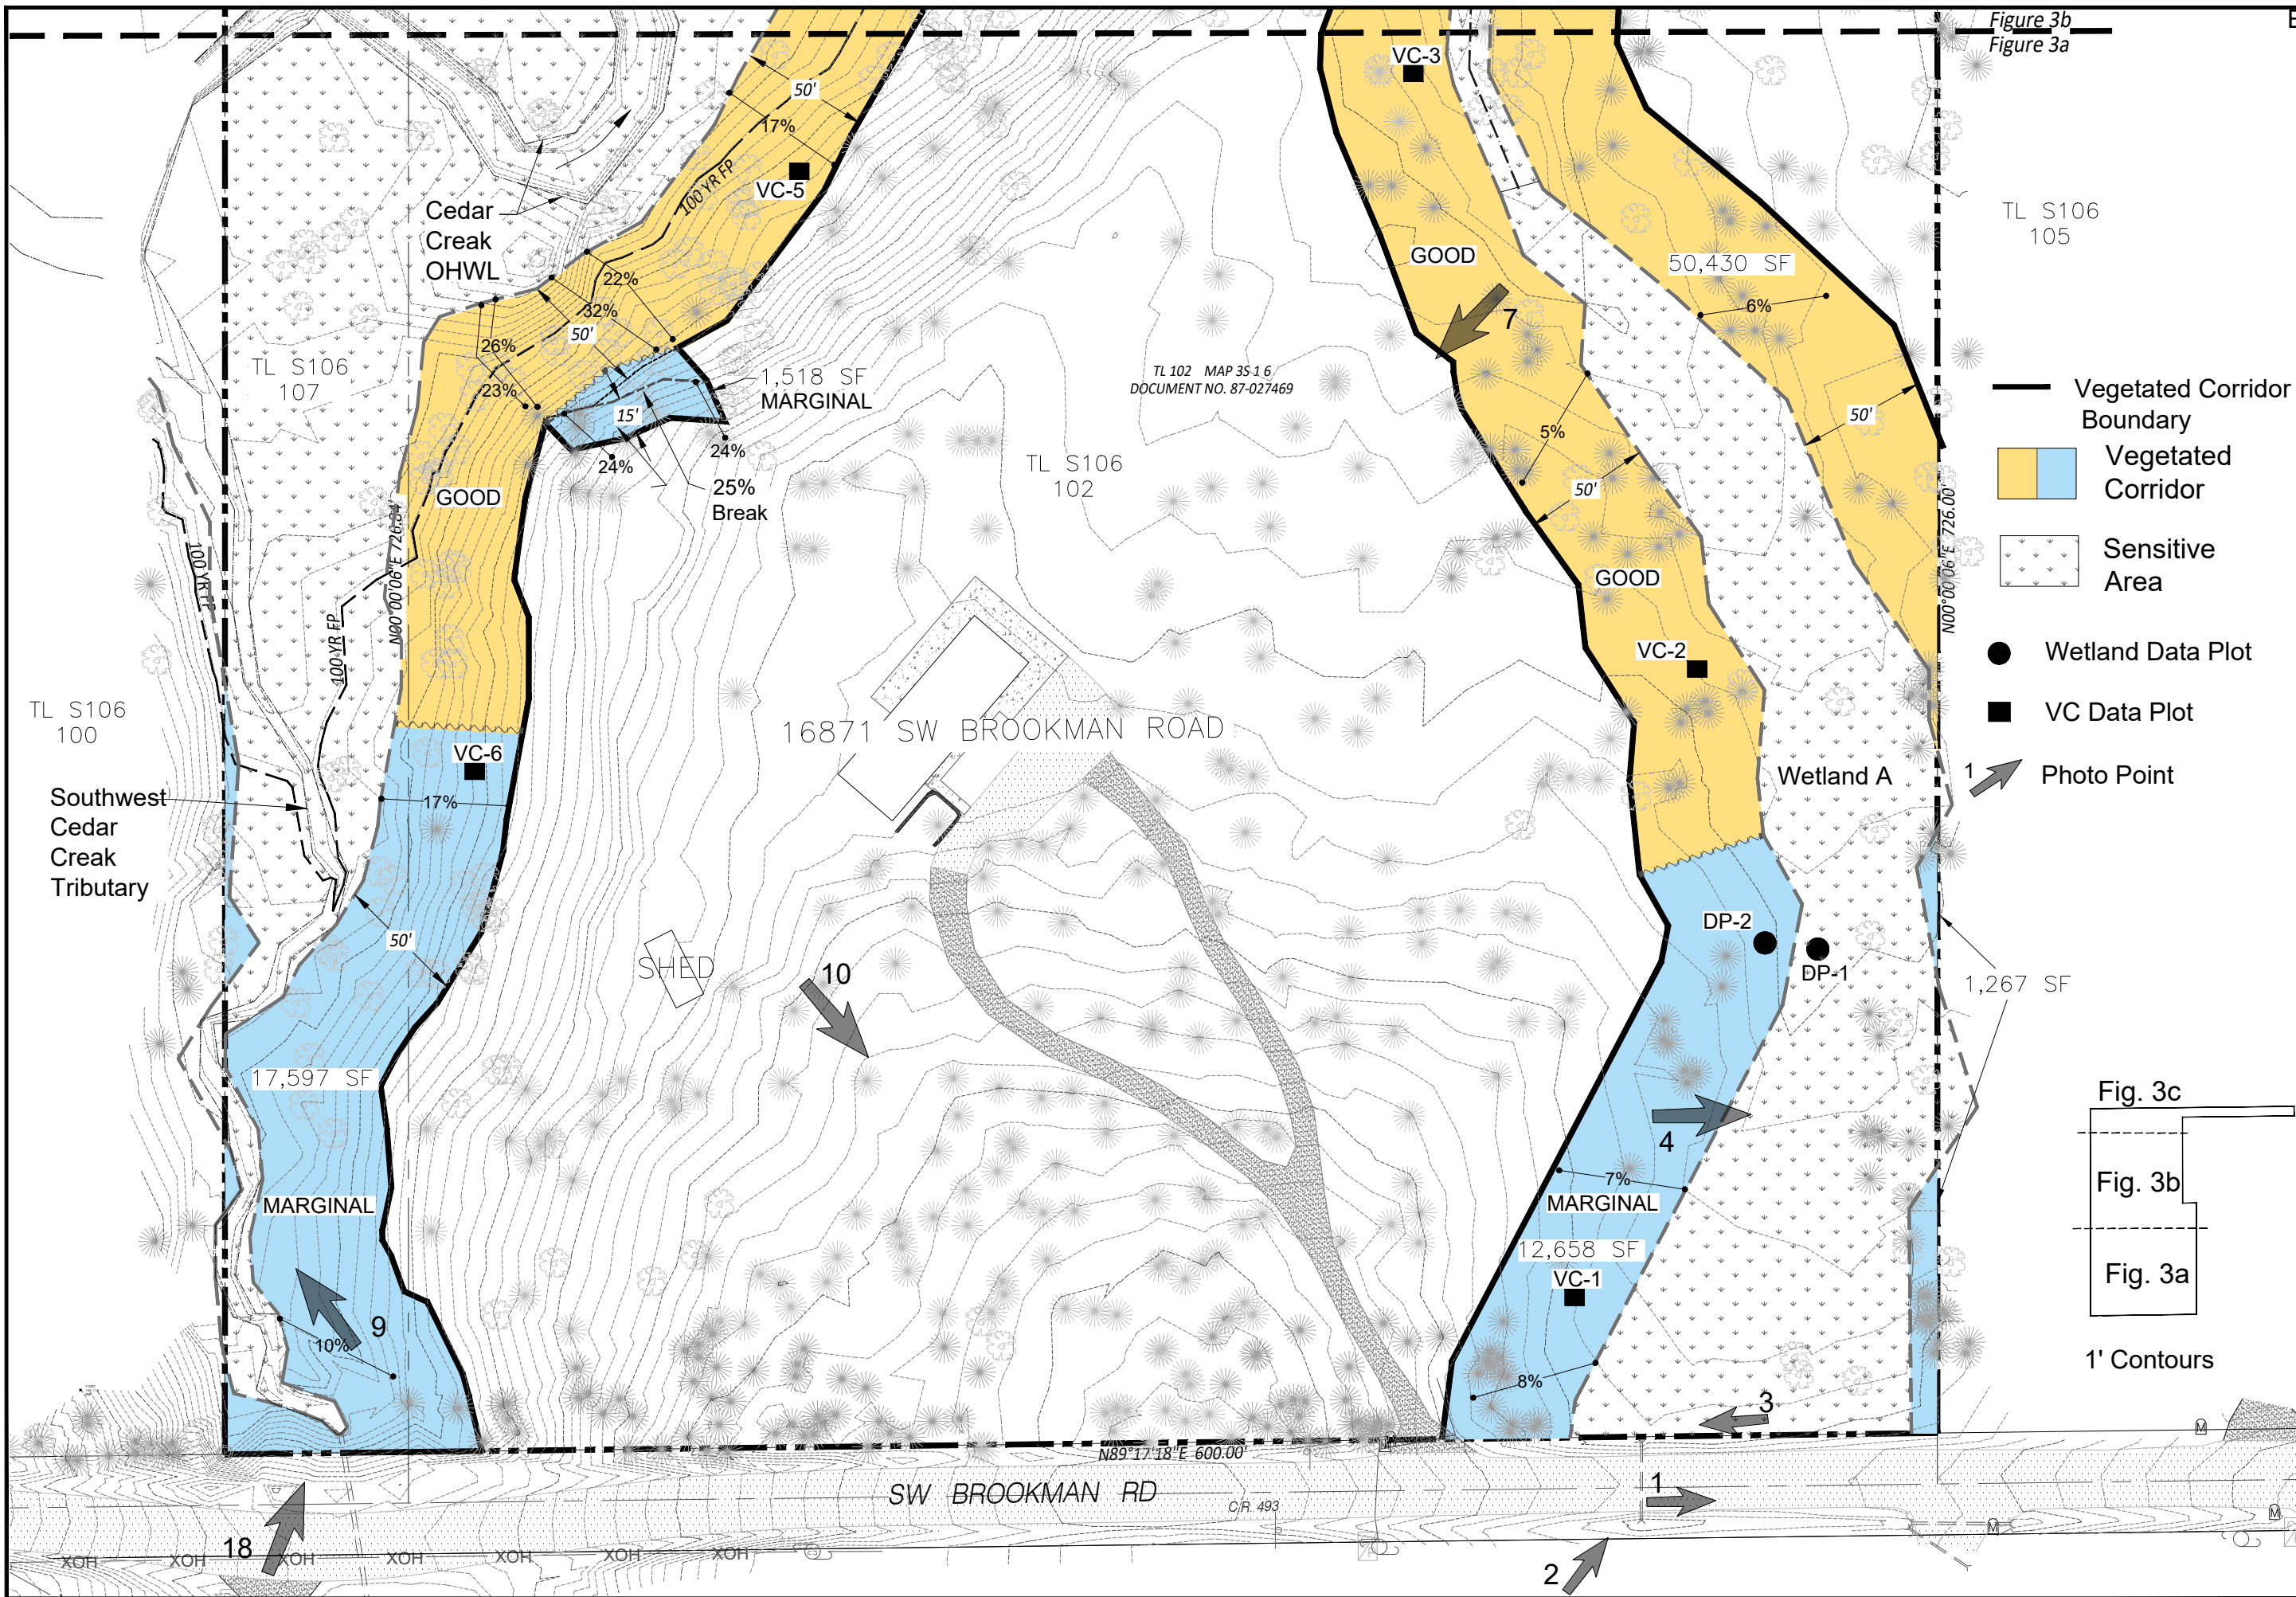 Figure 3b
Figure 3a
E
VC-3
50'
17%
VC-5
100 YR FP
Cedar
Creak
OHWL
TL S106
105
GOOD
50,430 SF
22%
32%
50'
6%
7
26%
23%
TL S106
107
1,518 SF
MARGINAL
15'
24%
24%
25%
Break
TL 102 MAP 3S 1 6
DOCUMENT NO. 87-027469
TL S106
102
5%
50'
50'
Vegetated Corridor
Boundary
Vegetated
Corridor
Sensitive
Area
Wetland Data Plot
VC Data Plot
1
Photo Point
GOOD
N00°00'06"E 726.84'
100 YR FP
100 YR FP
N00°00'06"E 726.00'
GOOD
VC-2
TL S106
100
16871 SW BROOKMAN ROAD
VC-6
17%
Wetland A
Southwest
Cedar
Creak
Tributary
50'
SHED
10
DP-2
DP-1
1,267 SF
17,597 SF
4
Fig. 3c
Fig. 3b
Fig. 3a
1' Contours
MARGINAL
7%
MARGINAL
12,658 SF
VC-1
9
10%
8%
3
N89°17'18"E 600.00'
SW BROOKMAN RD
C.R. 493
1
18
2
XOH XOH XOH XOH XOH XOH XOH
M
M
M
M